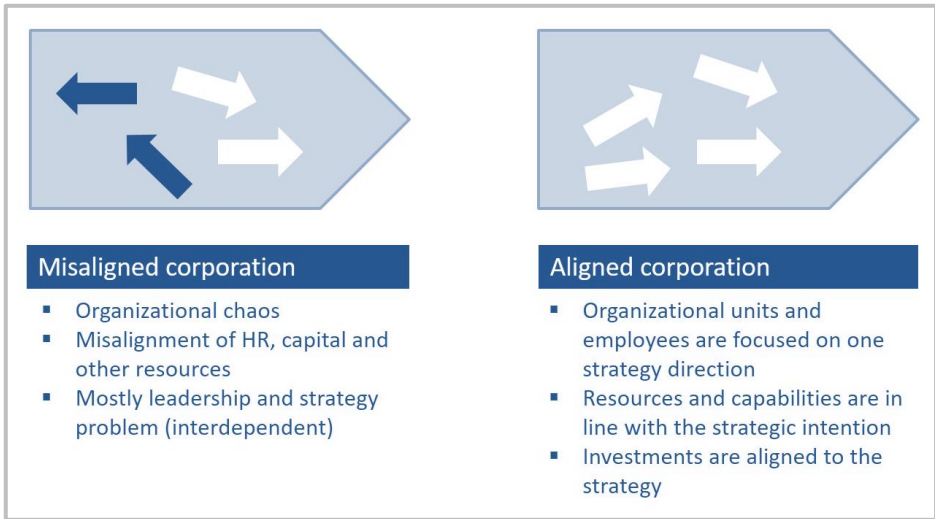 Misaligned corporation
▪ Organizational chaos
▪ Misalignment of HR, capital and
other resources
▪ Mostly leadership and strategy
problem (interdependent)
Aligned corporation
▪ Organizational units and
employees are focused on one
strategy direction
▪ Resources and capabilities are in
line with the strategic intention
▪ Investments are aligned to the
strategy